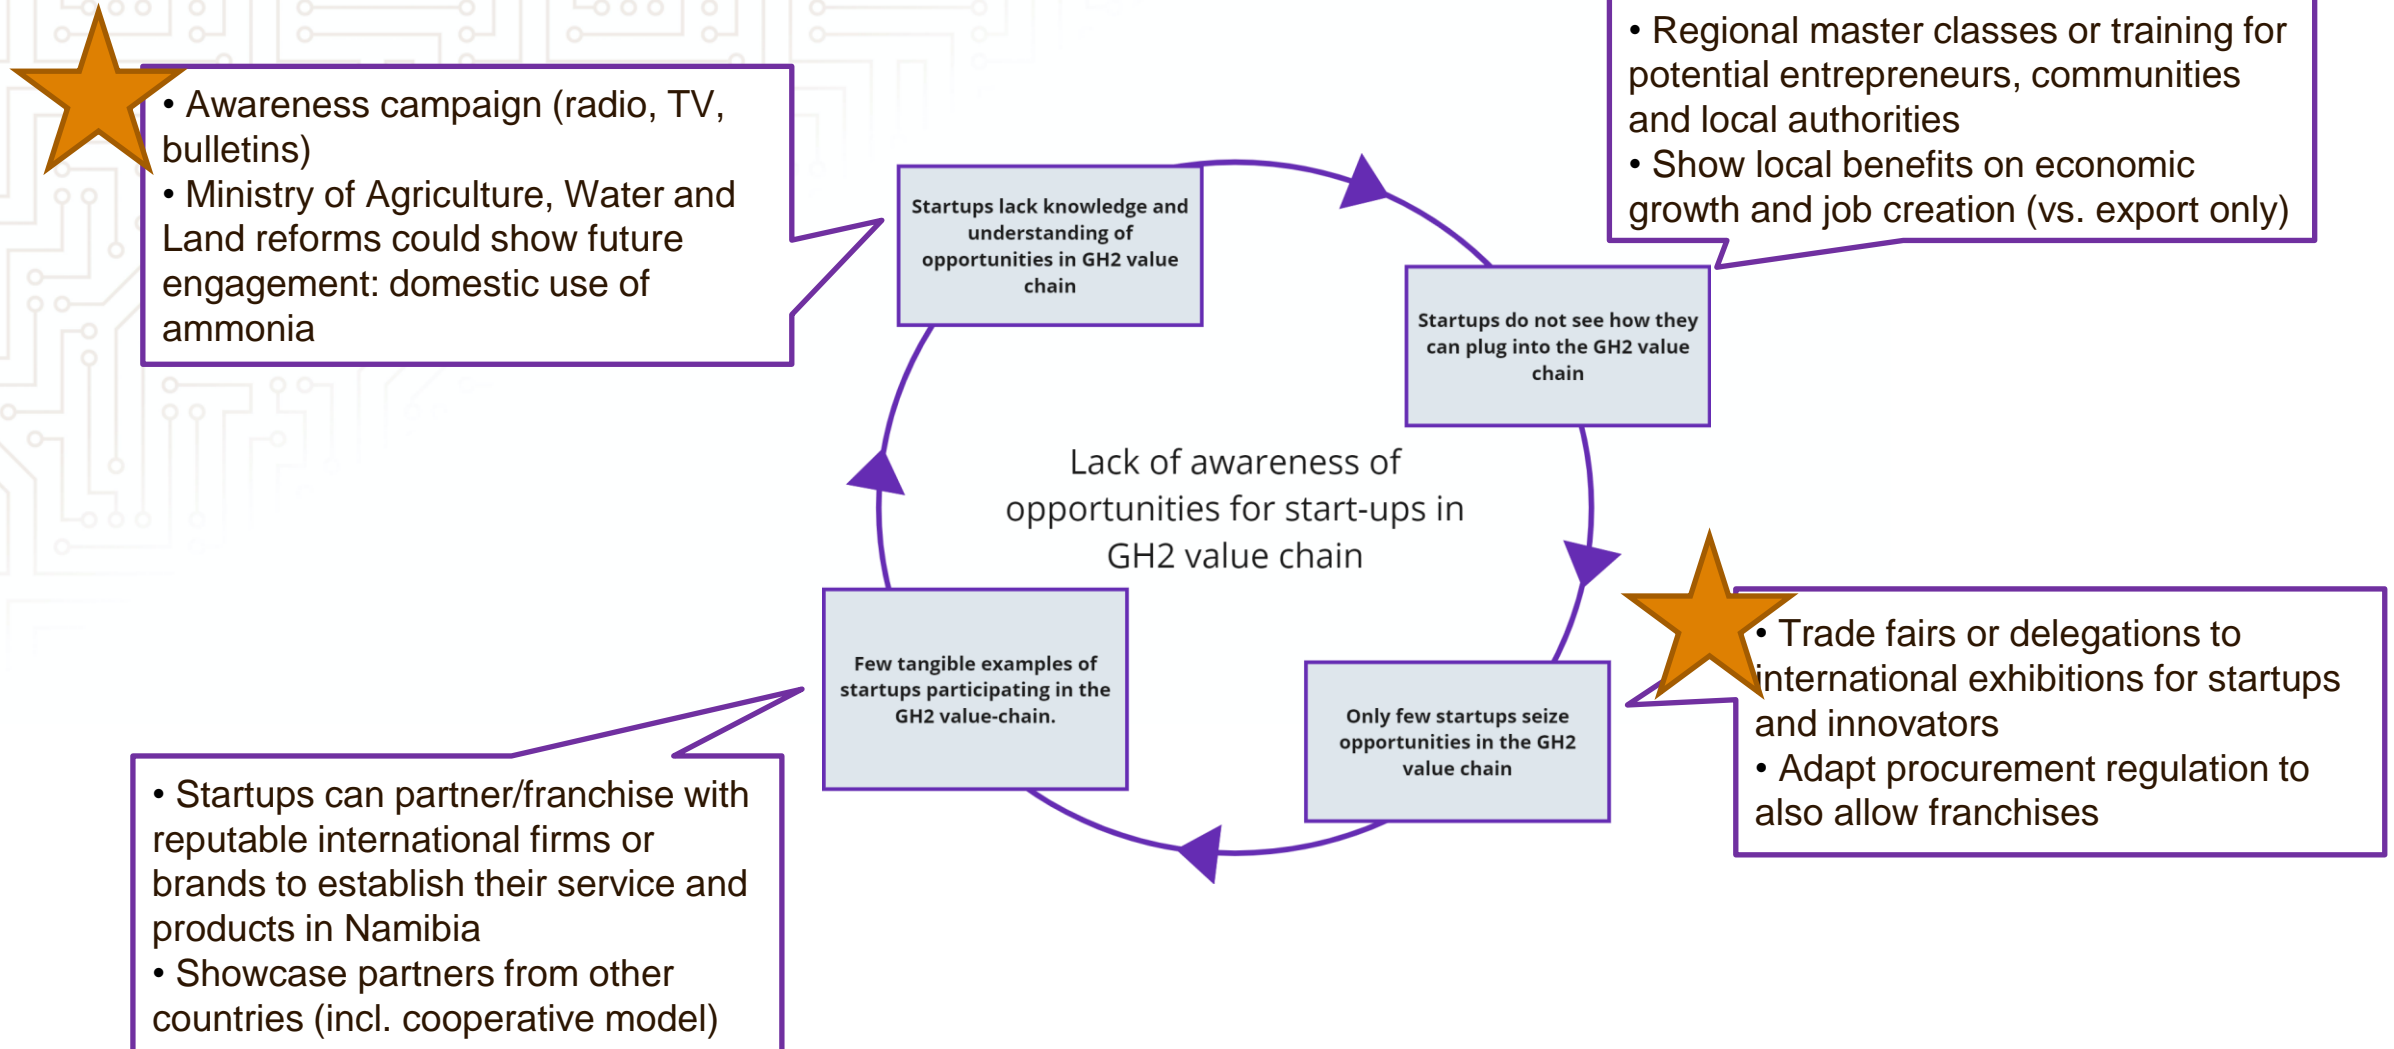 • Awareness campaign (radio, TV,
bulletins)
• Ministry of Agriculture, Water and
Land reforms could show future
engagement: domestic use of
ammonia
• Regional master classes or training for
potential entrepreneurs, communities
and local authorities
• Show local benefits on economic
growth and job creation (vs. export only)
Startups lack knowledge and
understanding of
opportunities in GH2 value
chain
Startups do not see how they
can plug into the GH2 value
chain
Lack of awareness of
opportunities for start-ups in
GH2 value chain
Few tangible examples of
startups participating in the
GH2 value-chain.
Only few startups seize
opportunities in the GH2
value chain
• Trade fairs or delegations to
international exhibitions for startups
and innovators
• Adapt procurement regulation to
also allow franchises
• Startups can partner/franchise with
reputable international firms or
brands to establish their service and
products in Namibia
• Showcase partners from other
countries (incl. cooperative model)